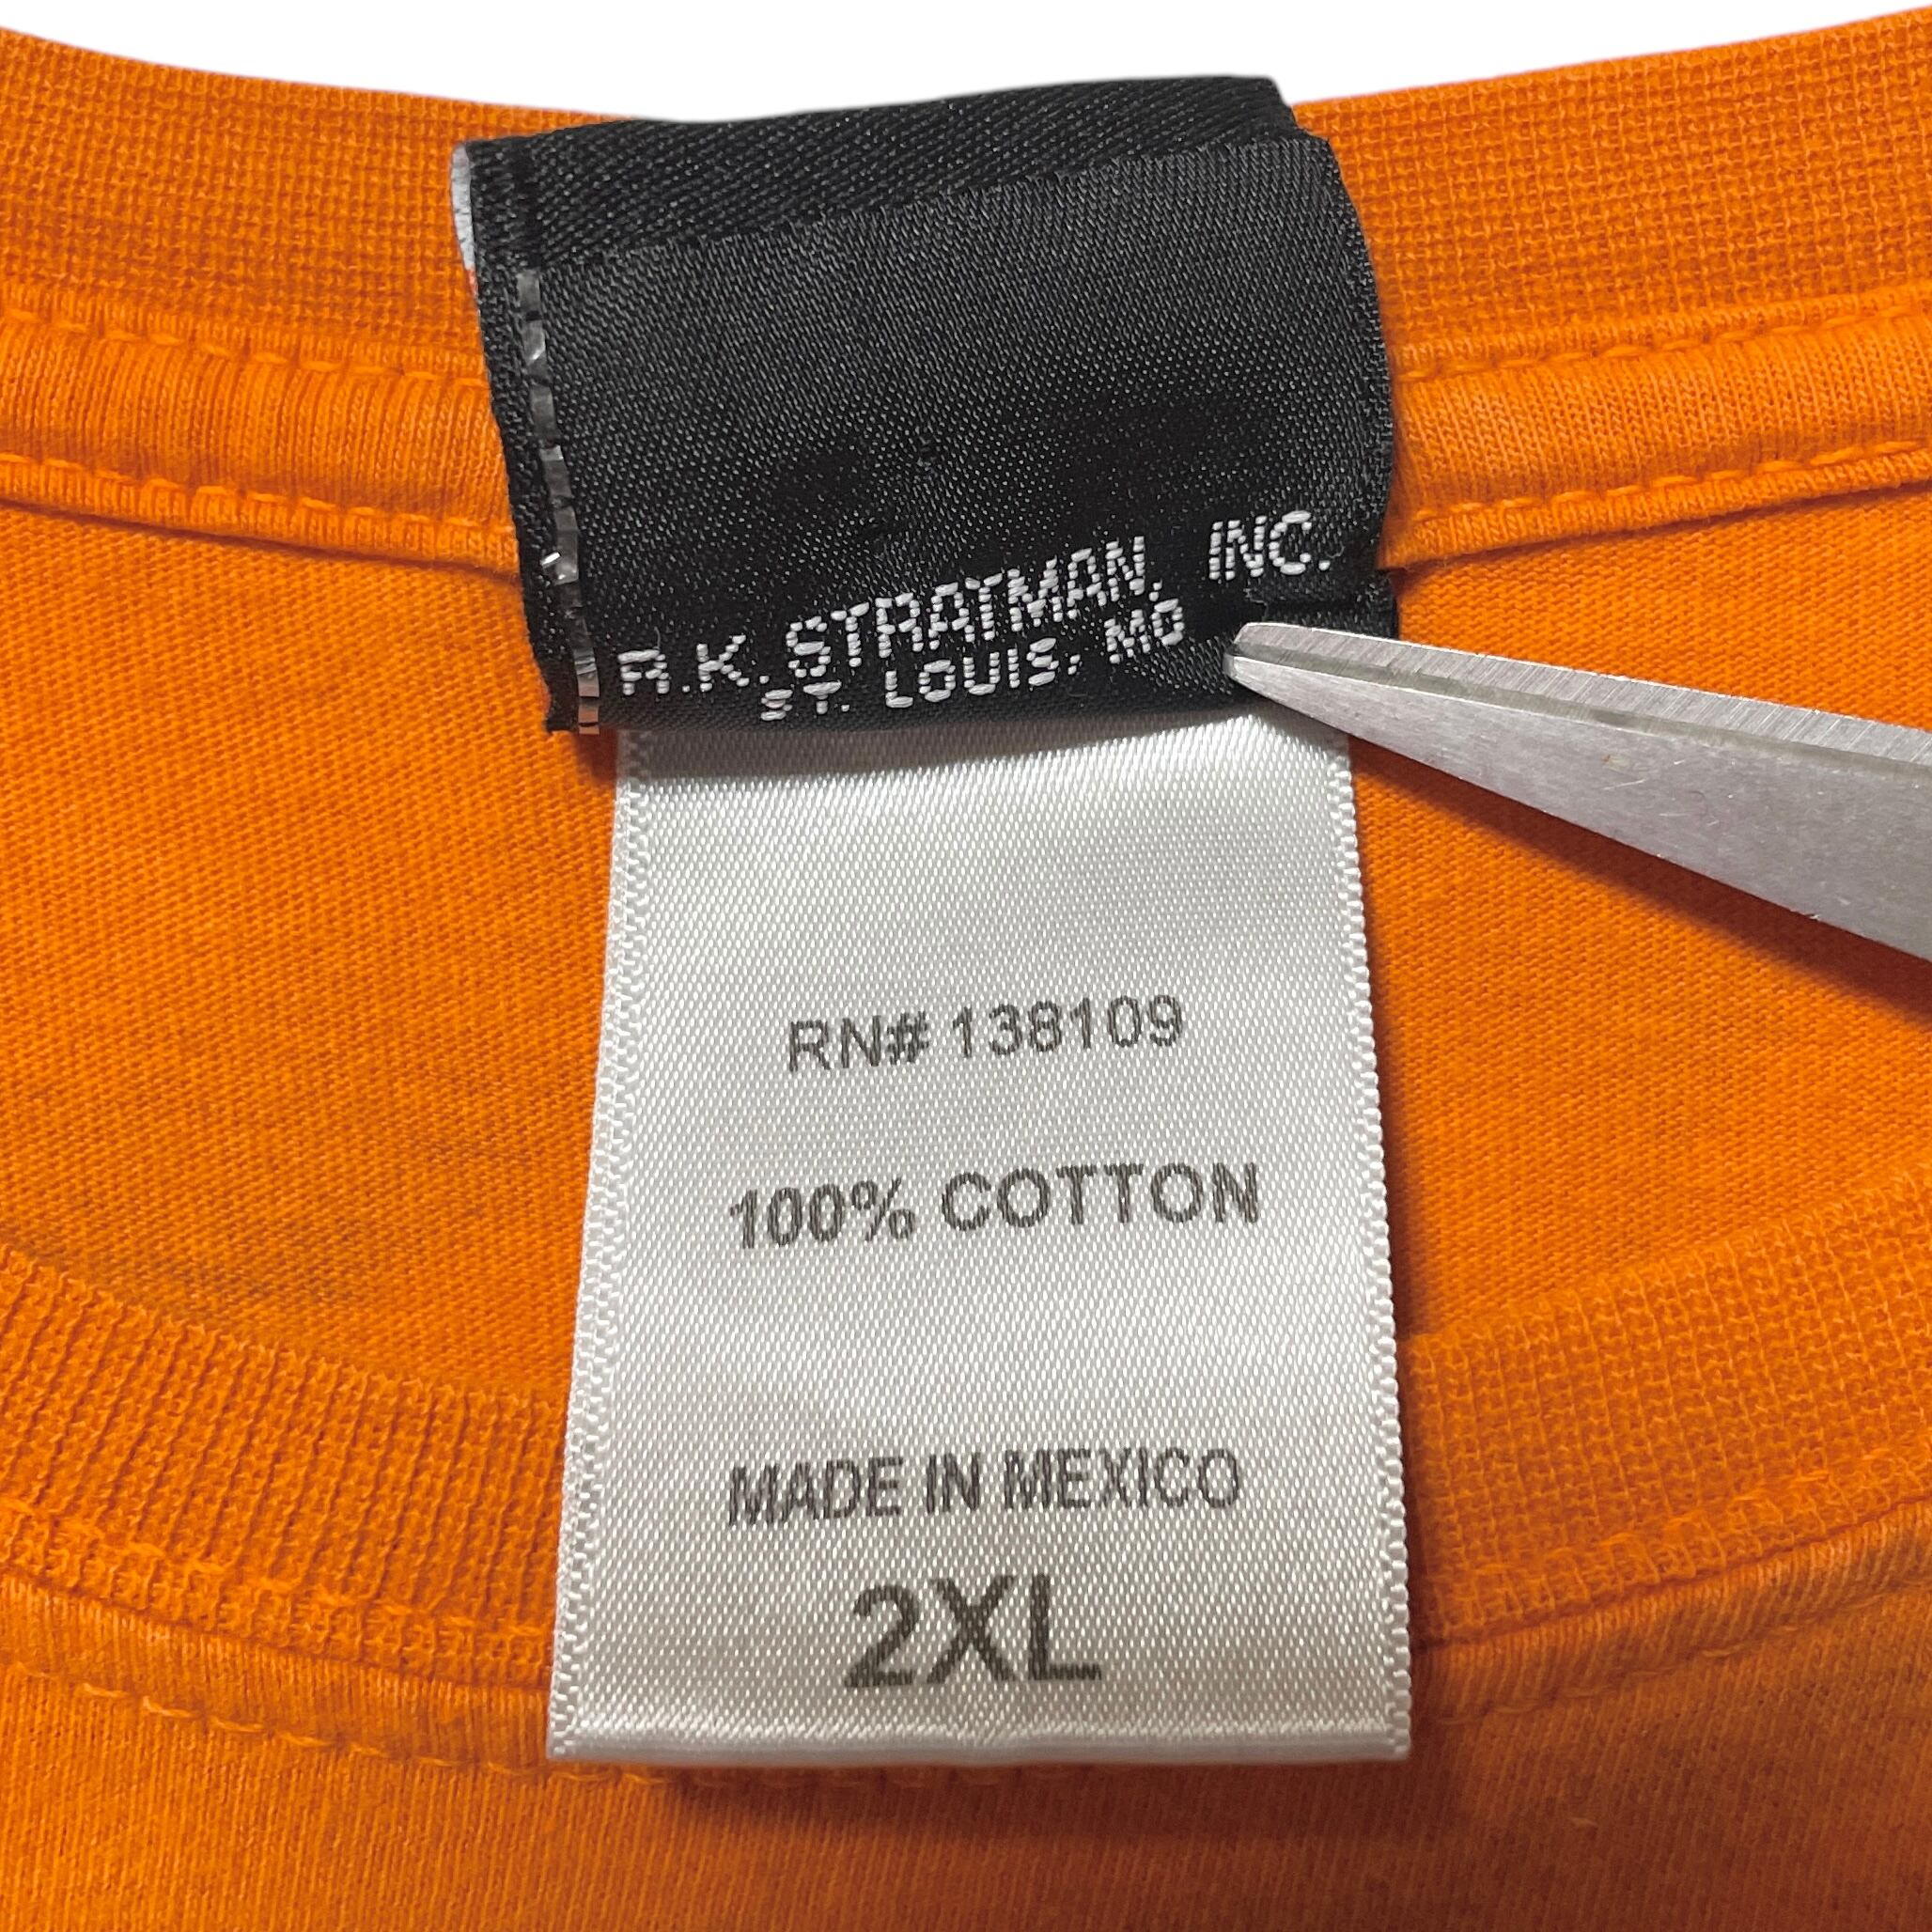 R.K. STRATMAN, INC.
ST. LOUIS, MO
RN# 138109
100% COTTON
MADE IN MEXICO
2XL